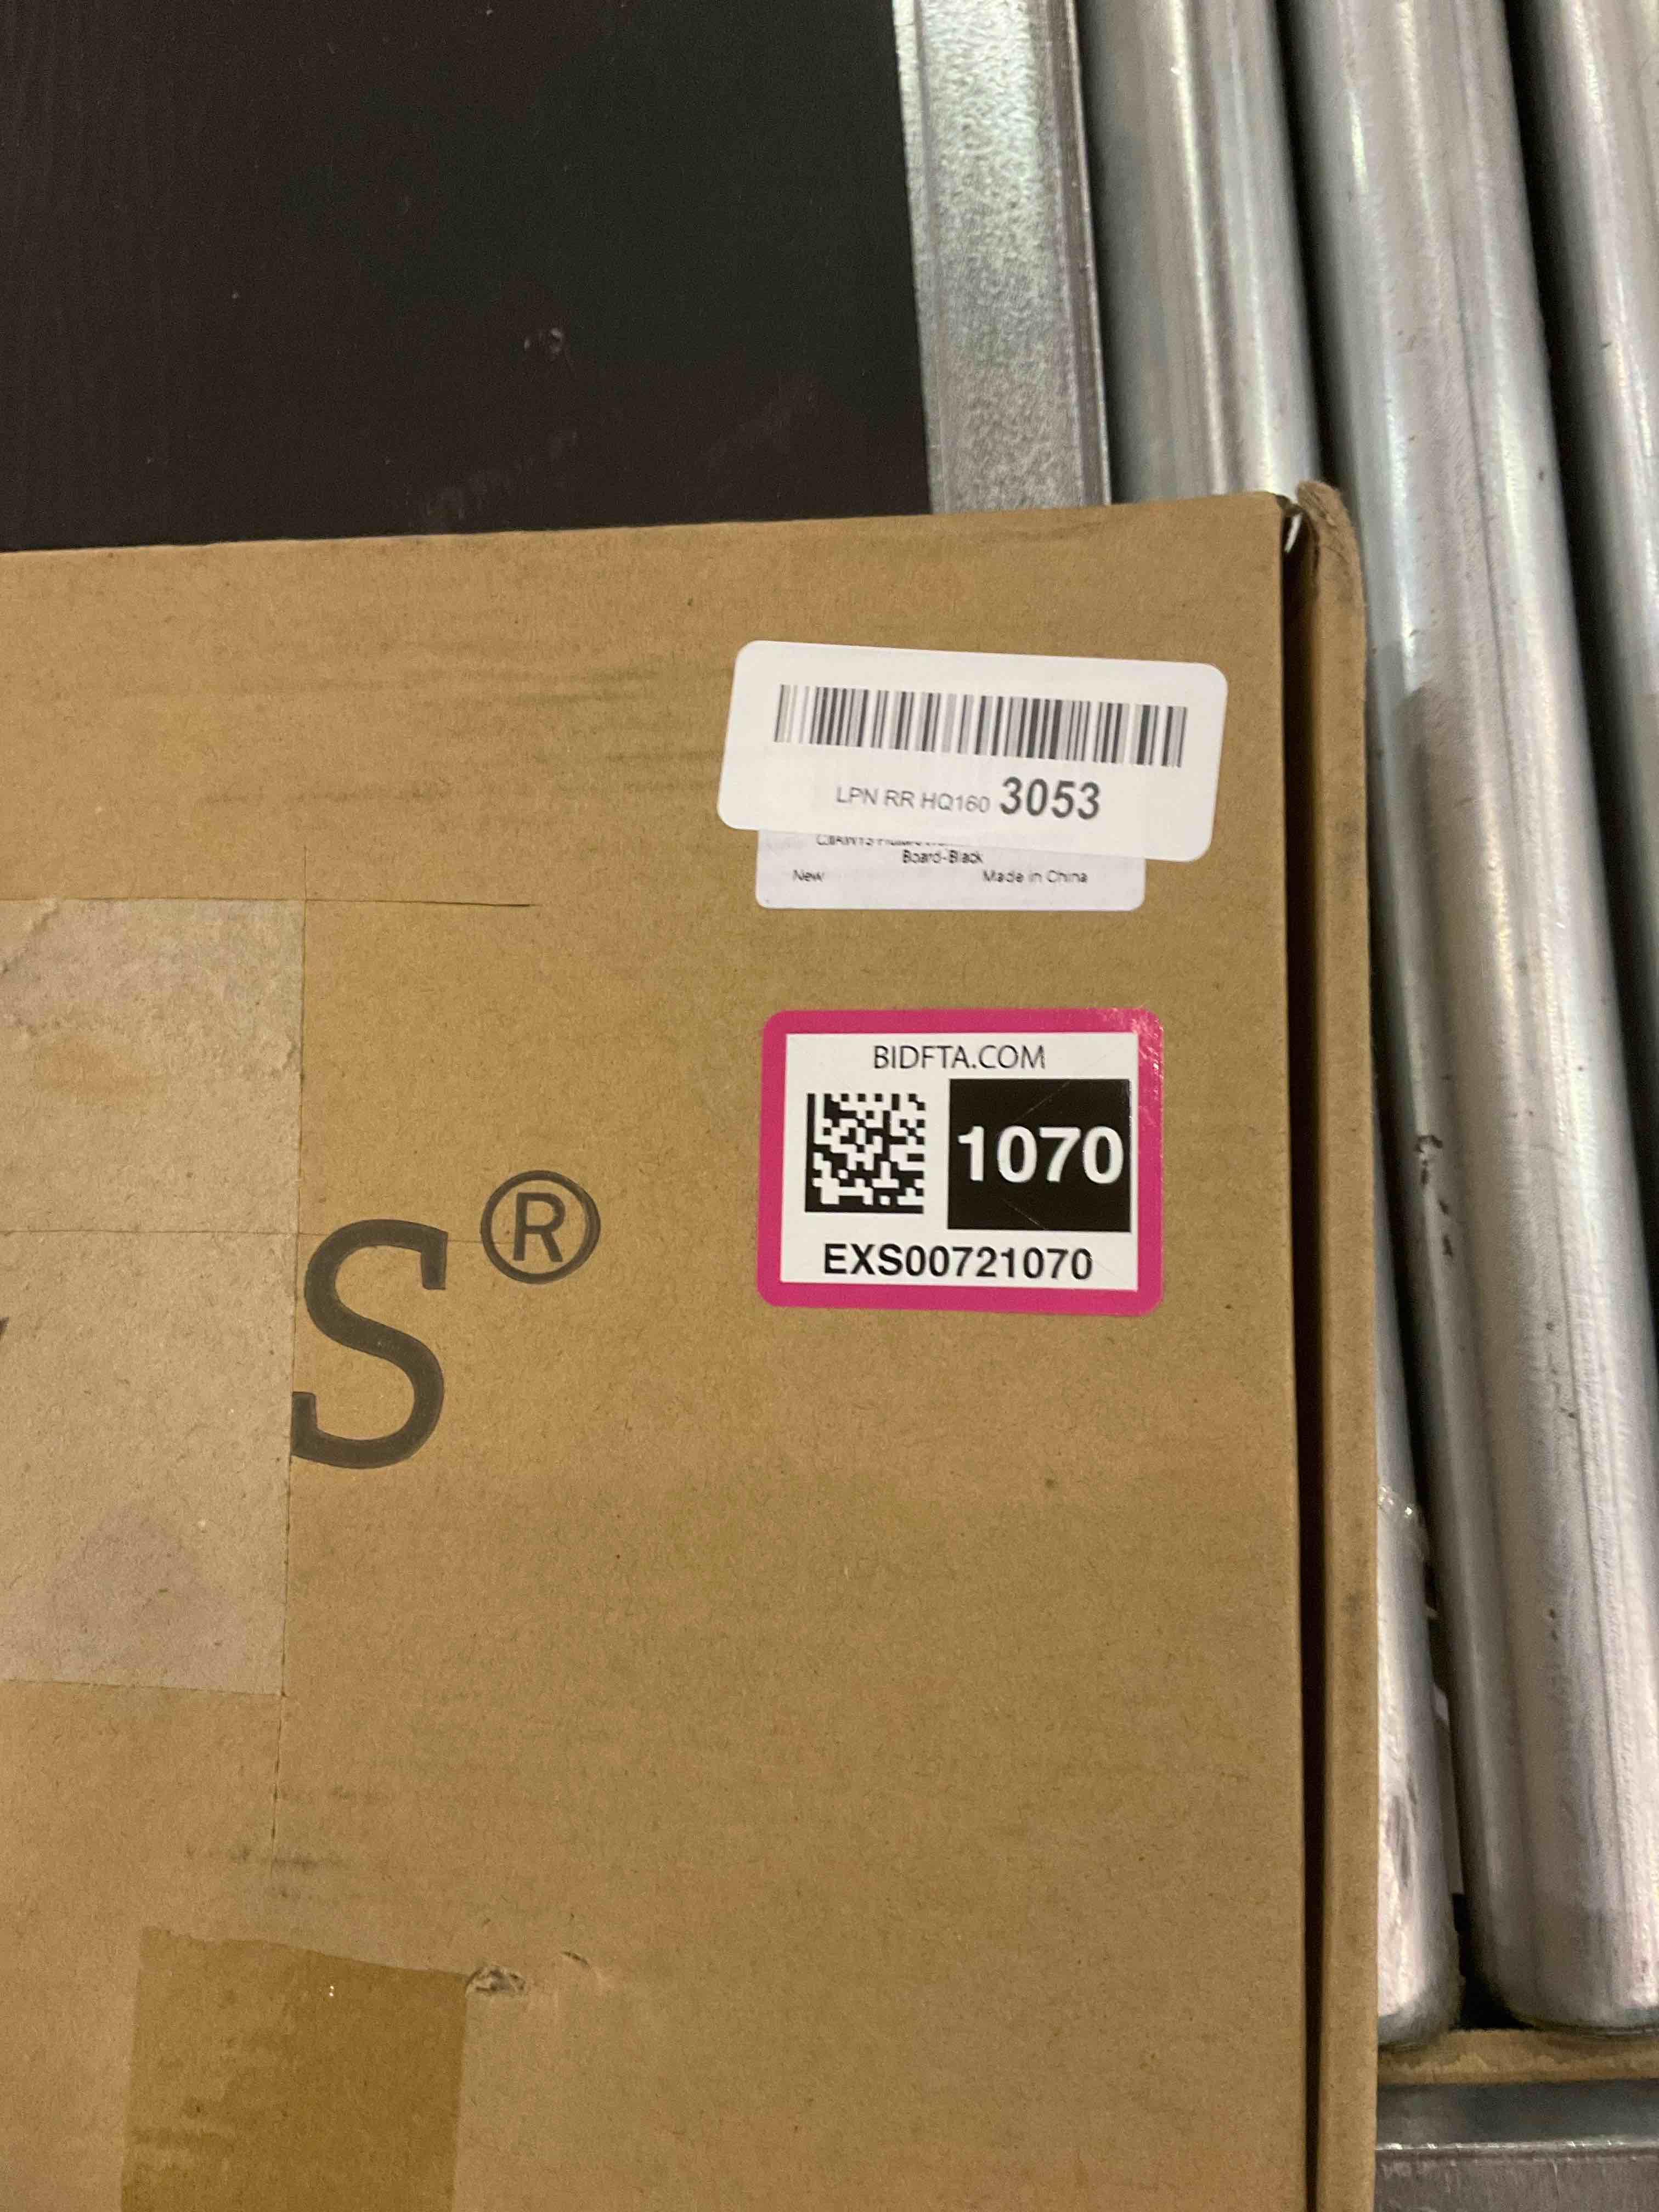 LPN RR HQ160 3053
Board-Black
New Made in China
BIDFTA.COM
1070
EXS00721070
S®